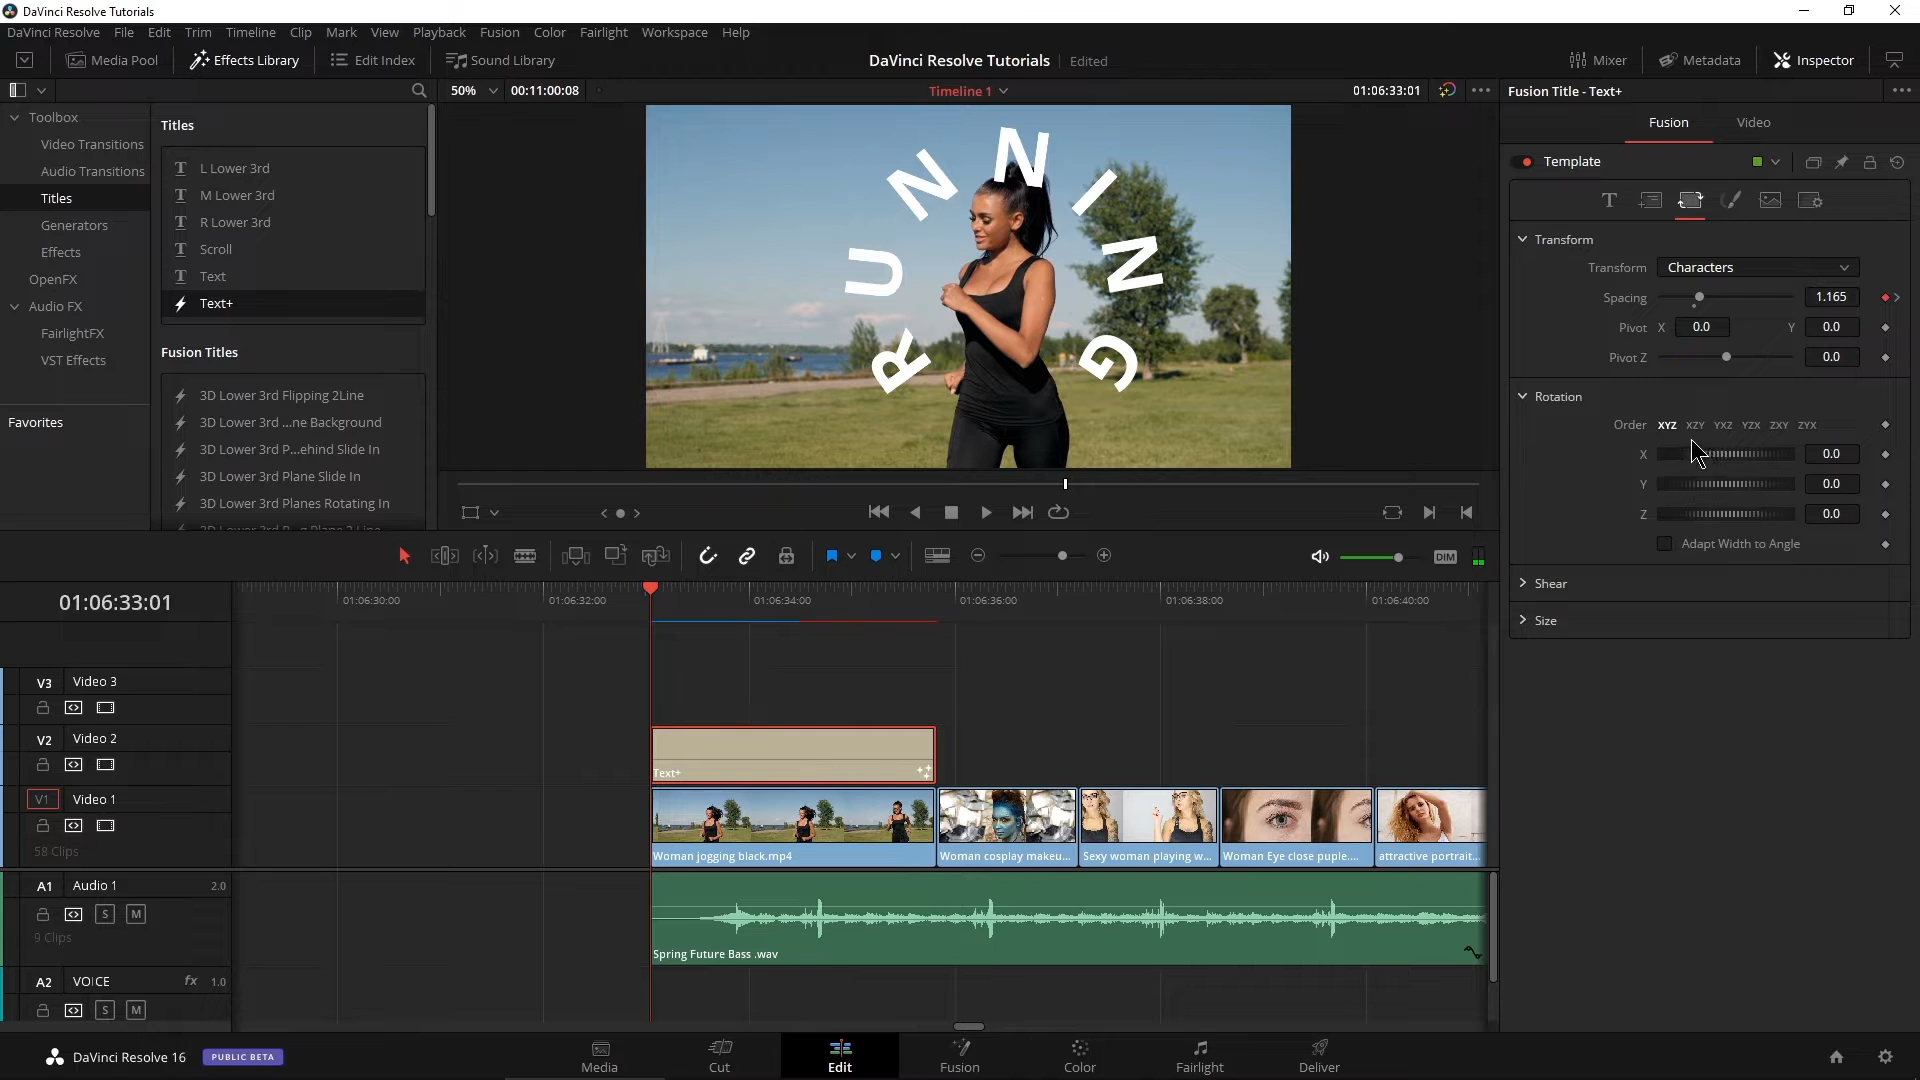 DaVinci Resolve Tutorials
DaVinci Resolve File Edit Trim Timeline Clip Mark View Playback Fusion Color Fairlight Workspace Help
Media Pool Effects Library Edit Index Sound Library DaVinci Resolve Tutorials Edited Mixer Metadata Inspector
50% 00:11:00:08 Timeline 1 01:06:33:01 Fusion Title - Text+
Toolbox
Video Transitions
Audio Transitions
Titles
Generators
Effects
OpenFX
Audio FX
FairlightFX
VST Effects
Favorites
Titles
L Lower 3rd
M Lower 3rd
R Lower 3rd
Scroll
Text
Text+
Fusion Titles
3D Lower 3rd Flipping 2Line
3D Lower 3rd ...ne Background
3D Lower 3rd P...ehind Slide In
3D Lower 3rd Plane Slide In
3D Lower 3rd Planes Rotating In
RUNNING
Fusion Video
Template
T
Transform
Transform Characters
Spacing 1.165
Pivot X 0.0 Y 0.0
Pivot Z 0.0
Rotation
Order XYZ XZY YXZ YZX ZXY ZYX
X 0.0
Y 0.0
Z 0.0
Adapt Width to Angle
Shear
Size
DIM
01:06:33:01
01:06:30:00 01:06:32:00 01:06:34:00 01:06:36:00 01:06:38:00 01:06:40:00
V3 Video 3
V2 Video 2
Text+
V1 Video 1
58 Clips
Woman jogging black.mp4 Woman cosplay makeu... Sexy woman playing w... Woman Eye close puple.... attractive portrait...
A1 Audio 1 2.0
S M
9 Clips
Spring Future Bass .wav
A2 VOICE fx 1.0
S M
DaVinci Resolve 16 PUBLIC BETA
Media Cut Edit Fusion Color Fairlight Deliver